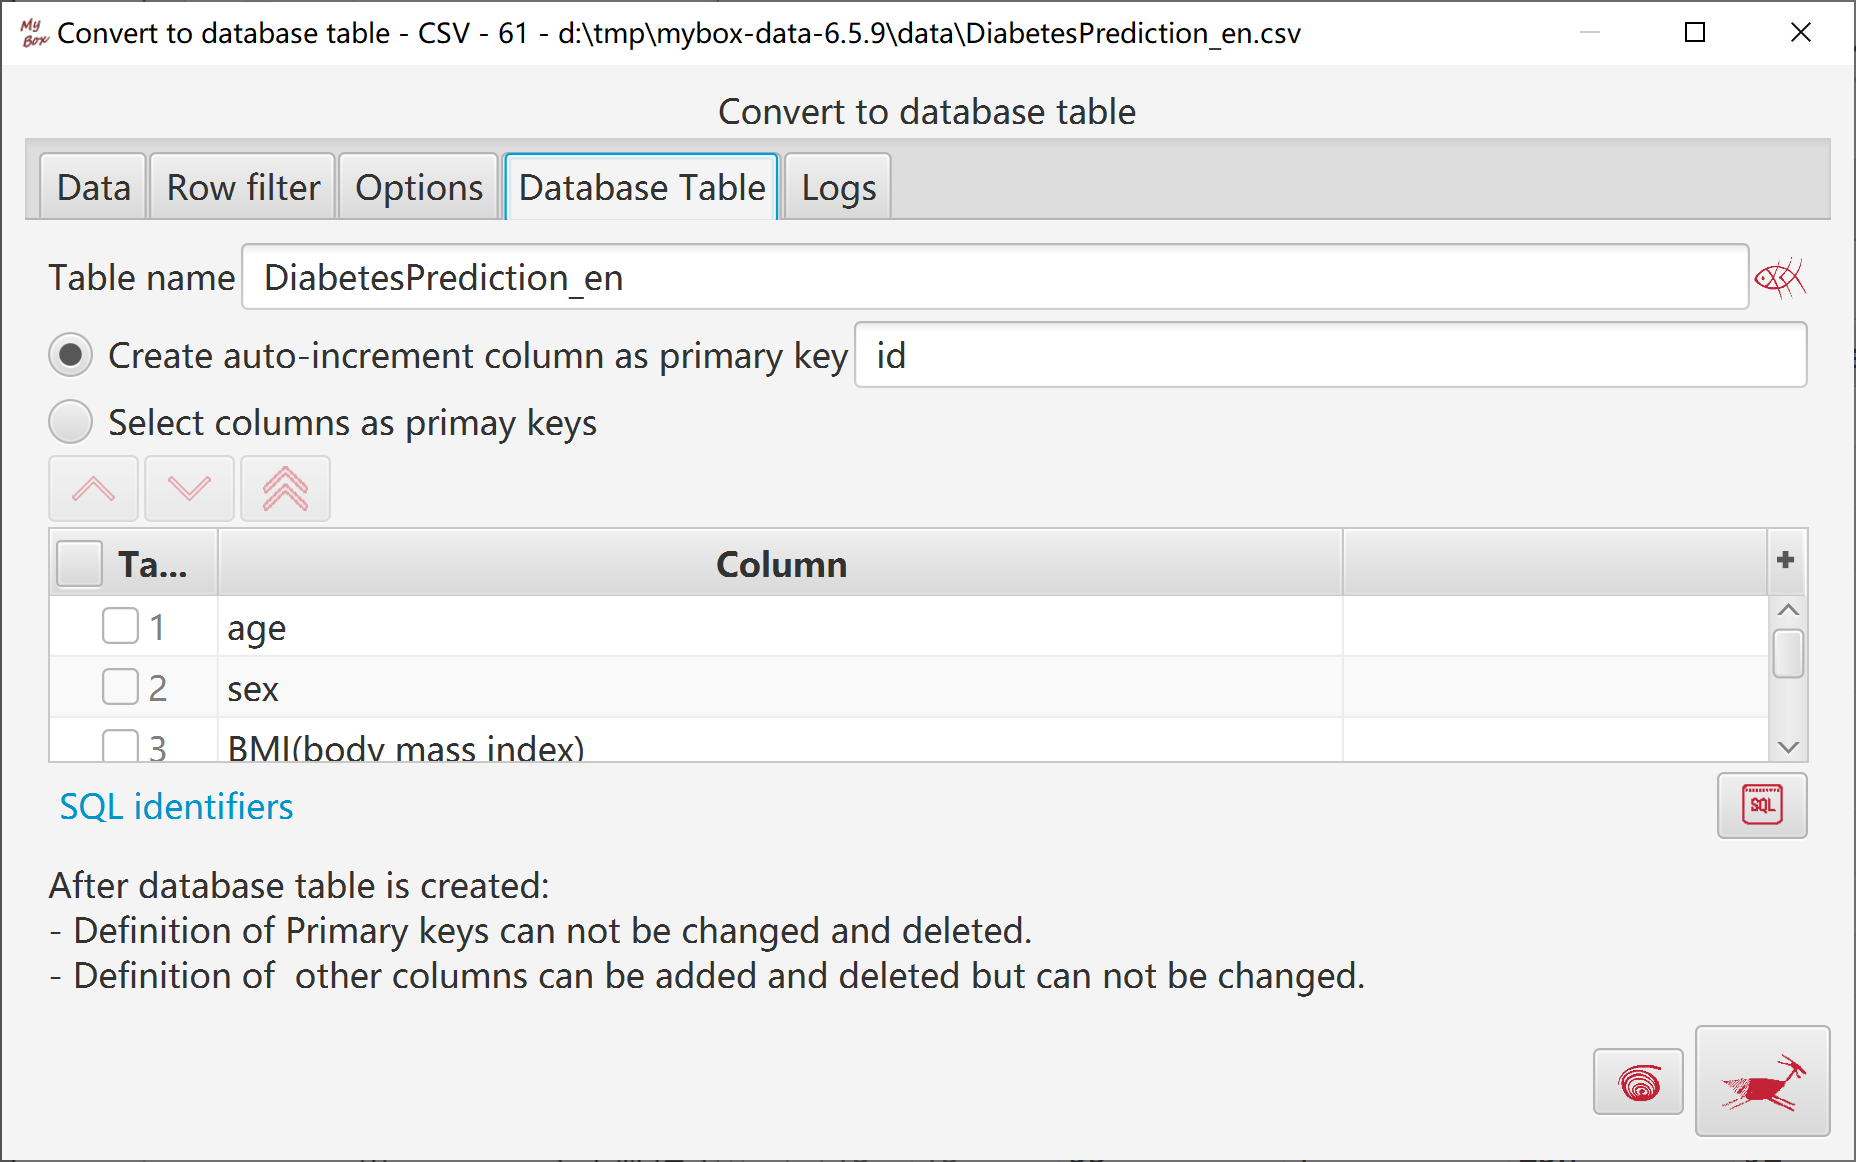 My Box Convert to database table - CSV - 61 - d:\tmp\mybox-data-6.5.9\data\DiabetesPrediction_en.csv
Convert to database table
Data Row filter Options Database Table Logs
Table name DiabetesPrediction_en
Create auto-increment column as primary key id
Select columns as primay keys
Ta... Column +
1 age
2 sex
3 BMI(body mass index)
SQL identifiers SQL
After database table is created:
- Definition of Primary keys can not be changed and deleted.
- Definition of  other columns can be added and deleted but can not be changed.